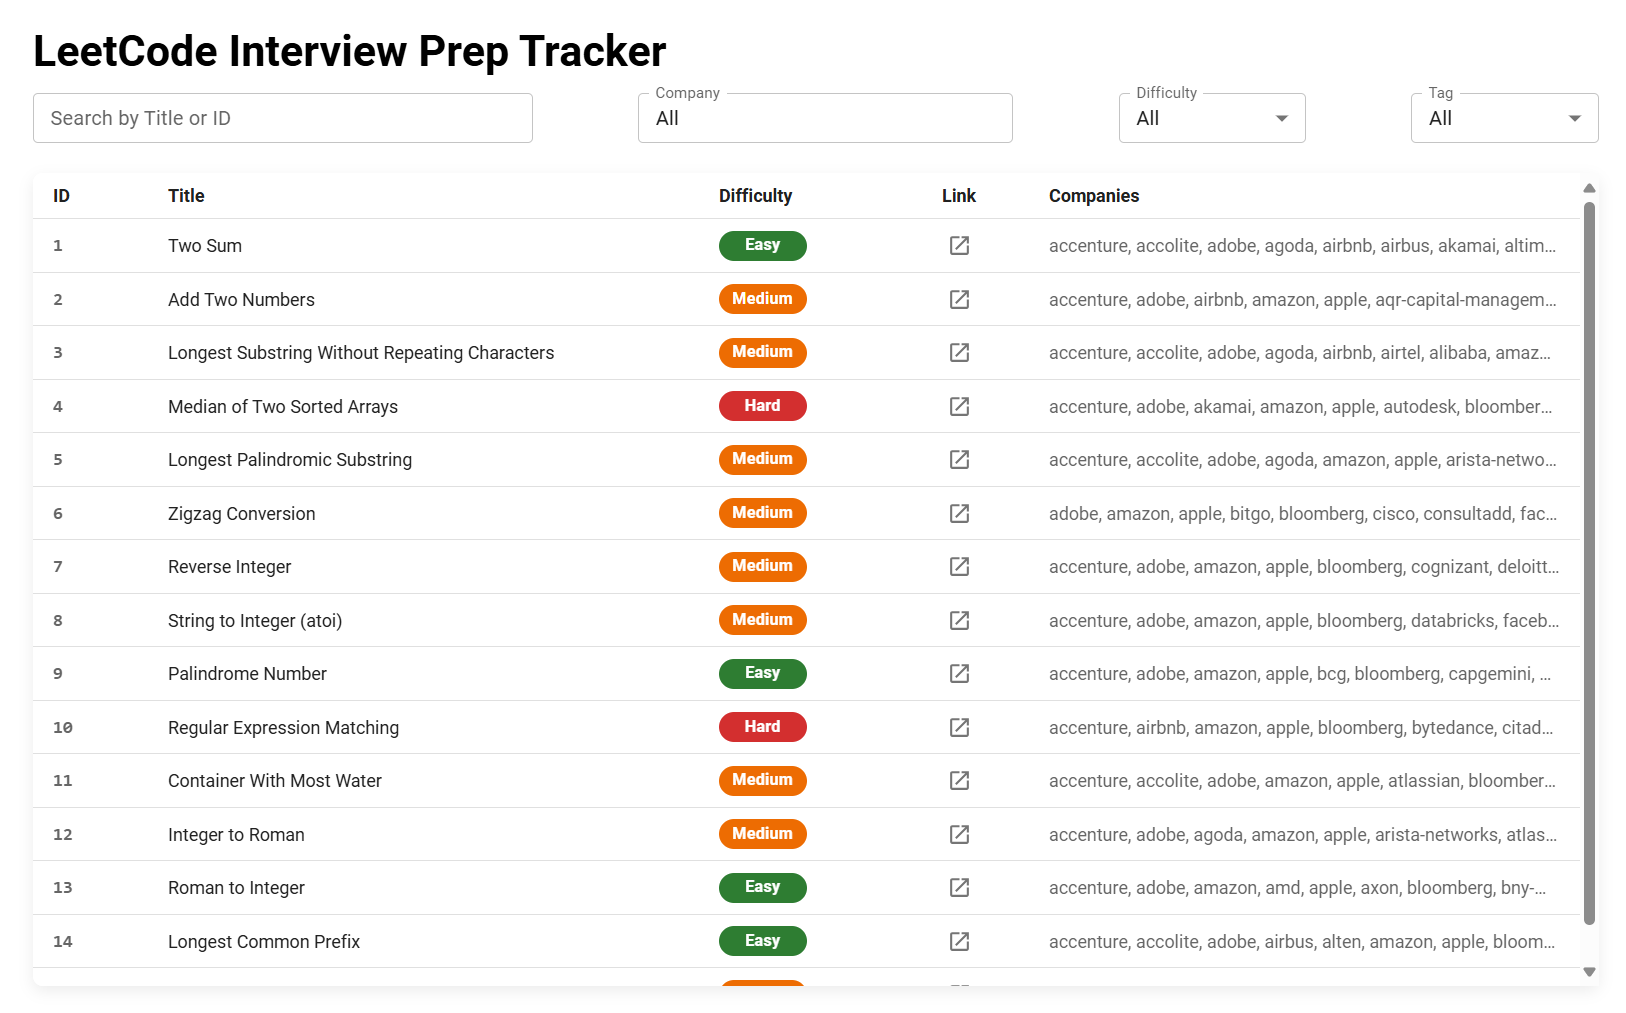 LeetCode Interview Prep Tracker
Search by Title or ID
Company
All
Difficulty
All
Tag
All
ID Title Difficulty Link Companies
1 Two Sum Easy accenture, accolite, adobe, agoda, airbnb, airbus, akamai, altim...
2 Add Two Numbers Medium accenture, adobe, airbnb, amazon, apple, aqr-capital-managem...
3 Longest Substring Without Repeating Characters Medium accenture, accolite, adobe, agoda, airbnb, airtel, alibaba, amaz...
4 Median of Two Sorted Arrays Hard accenture, adobe, akamai, amazon, apple, autodesk, bloomber...
5 Longest Palindromic Substring Medium accenture, accolite, adobe, agoda, amazon, apple, arista-netwo...
6 Zigzag Conversion Medium adobe, amazon, apple, bitgo, bloomberg, cisco, consultadd, fac...
7 Reverse Integer Medium accenture, adobe, amazon, apple, bloomberg, cognizant, deloitt...
8 String to Integer (atoi) Medium accenture, adobe, amazon, apple, bloomberg, databricks, faceb...
9 Palindrome Number Easy accenture, adobe, amazon, apple, bcg, bloomberg, capgemini, ...
10 Regular Expression Matching Hard accenture, airbnb, amazon, apple, bloomberg, bytedance, citad...
11 Container With Most Water Medium accenture, accolite, adobe, amazon, apple, atlassian, bloomber...
12 Integer to Roman Medium accenture, adobe, agoda, amazon, apple, arista-networks, atlas...
13 Roman to Integer Easy accenture, adobe, amazon, amd, apple, axon, bloomberg, bny-...
14 Longest Common Prefix Easy accenture, accolite, adobe, airbus, alten, amazon, apple, bloom...